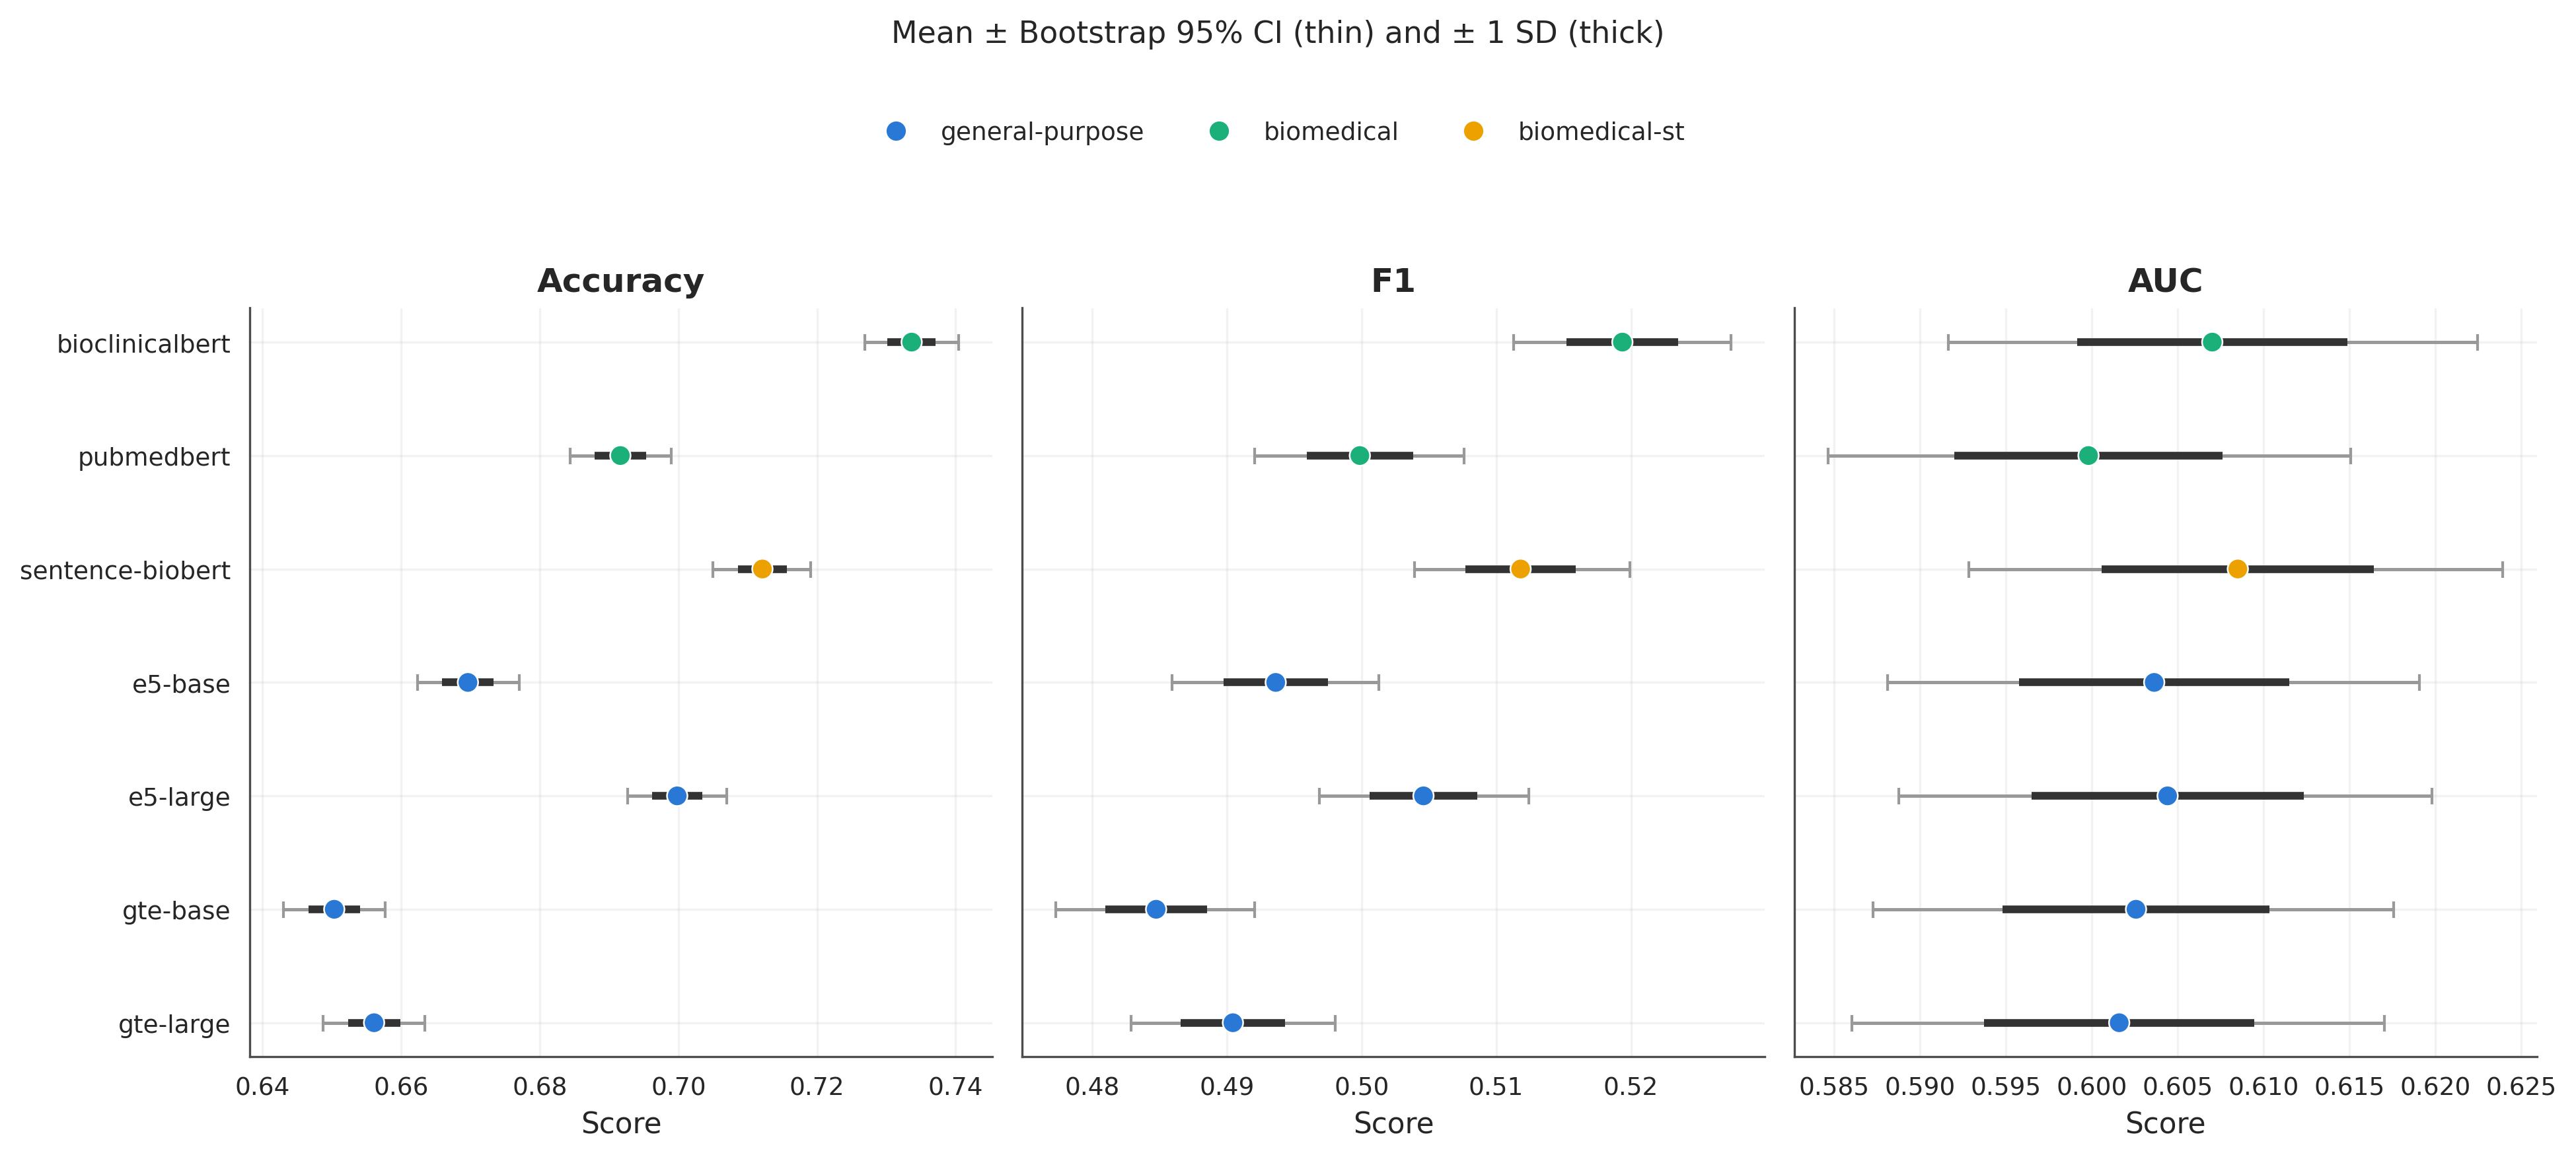 Mean ± Bootstrap 95% CI (thin) and ± 1 SD (thick)
general-purpose biomedical biomedical-st
Accuracy F1 AUC
bioclinicalbert
pubmedbert
sentence-biobert
e5-base
e5-large
gte-base
gte-large
0.64 0.66 0.68 0.70 0.72 0.74 0.48 0.49 0.50 0.51 0.52 0.585 0.590 0.595 0.600 0.605 0.610 0.615 0.620 0.625
Score Score Score